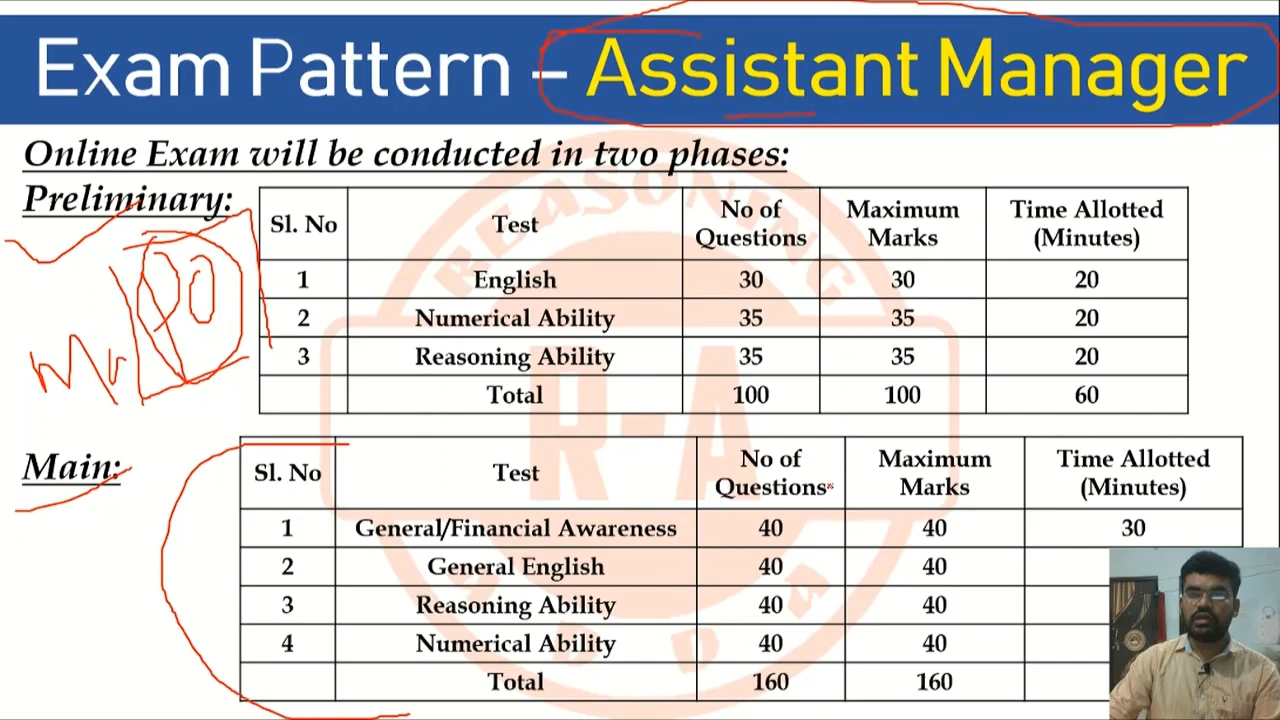 Exam Pattern – Assistant Manager
Online Exam will be conducted in two phases:
Preliminary:
Sl. No Test No of Questions Maximum Marks Time Allotted (Minutes)
1 English 30 30 20
2 Numerical Ability 35 35 20
3 Reasoning Ability 35 35 20
Total 100 100 60
PO
Main:
Sl. No Test No of Questions Maximum Marks Time Allotted (Minutes)
1 General/Financial Awareness 40 40 30
2 General English 40 40
3 Reasoning Ability 40 40
4 Numerical Ability 40 40
Total 160 160
REASONING
R-A